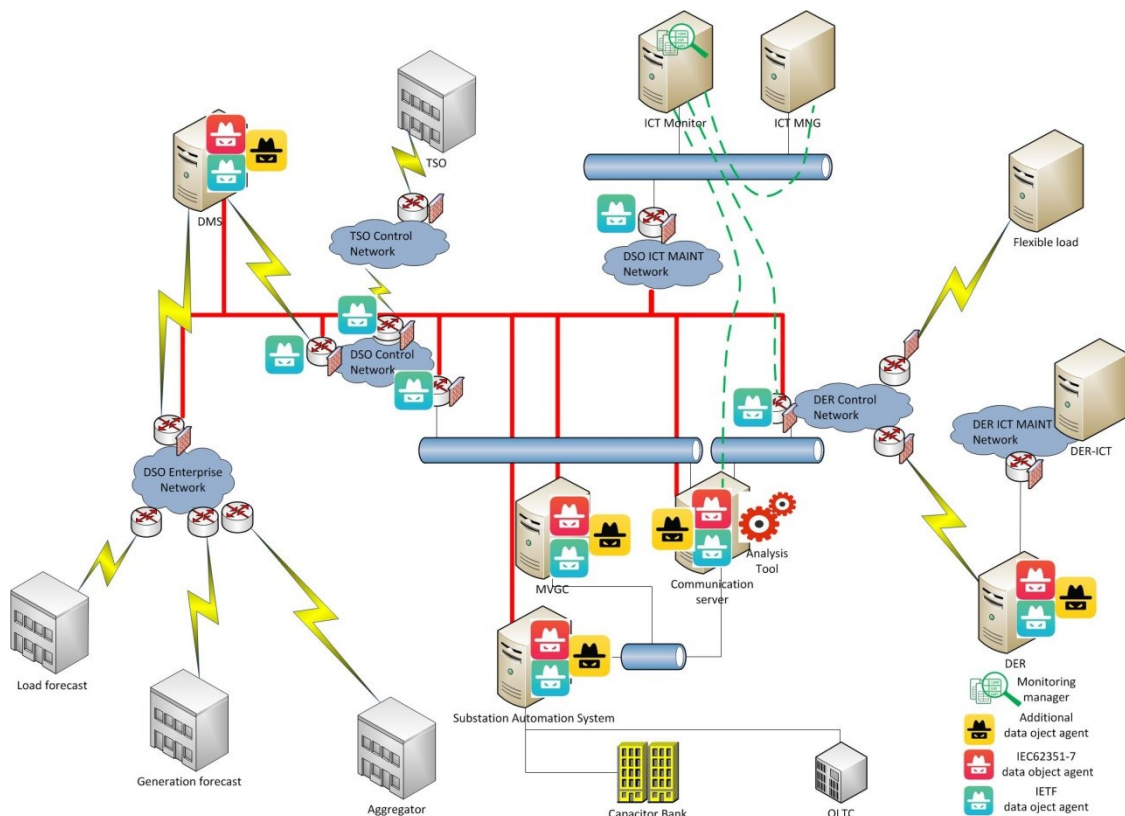 ICT Monitor
ICT MNG
TSO
DMS
Flexible load
TSO Control
Network
DSO ICT MAINT
Network
DSO Control
Network
DER Control
Network
DER ICT MAINT
Network
DER-ICT
DSO Enterprise
Network
Analysis
Tool
MVGC
Communication
server
DER
Load forecast
Substation Automation System
Generation forecast
Aggregator
Capacitor Bank
OLTC
Monitoring
manager
Additional
data oject agent
IEC62351-7
data object agent
IETF
data oject agent